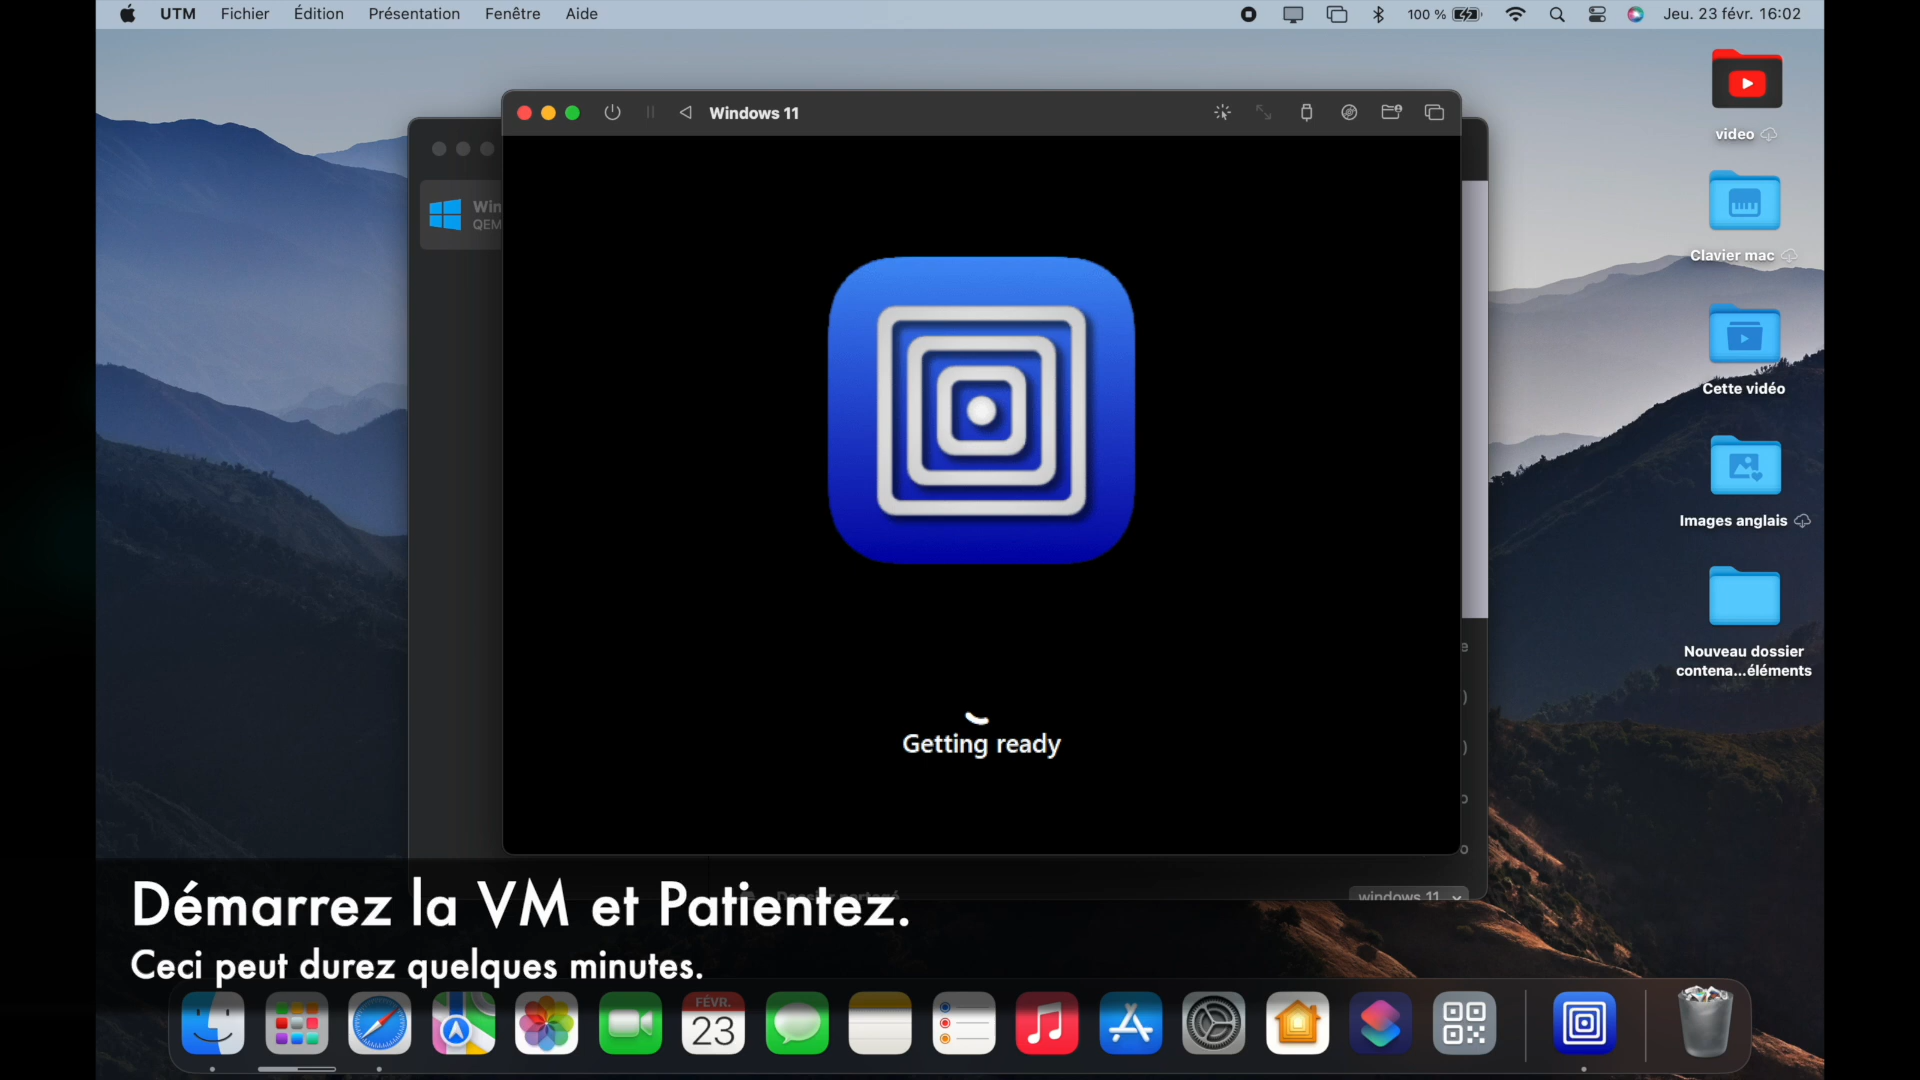 UTM Fichier Édition Présentation Fenêtre Aide
100 % Jeu. 23 févr. 16:02
Windows 11
Win
QEM
video
Clavier mac
Cette vidéo
Images anglais
Nouveau dossier
contena...éléments
Getting ready
e
)
)
o
windows 11
Démarrez la VM et Patientez.
Ceci peut durez quelques minutes.
FÉVR.
23